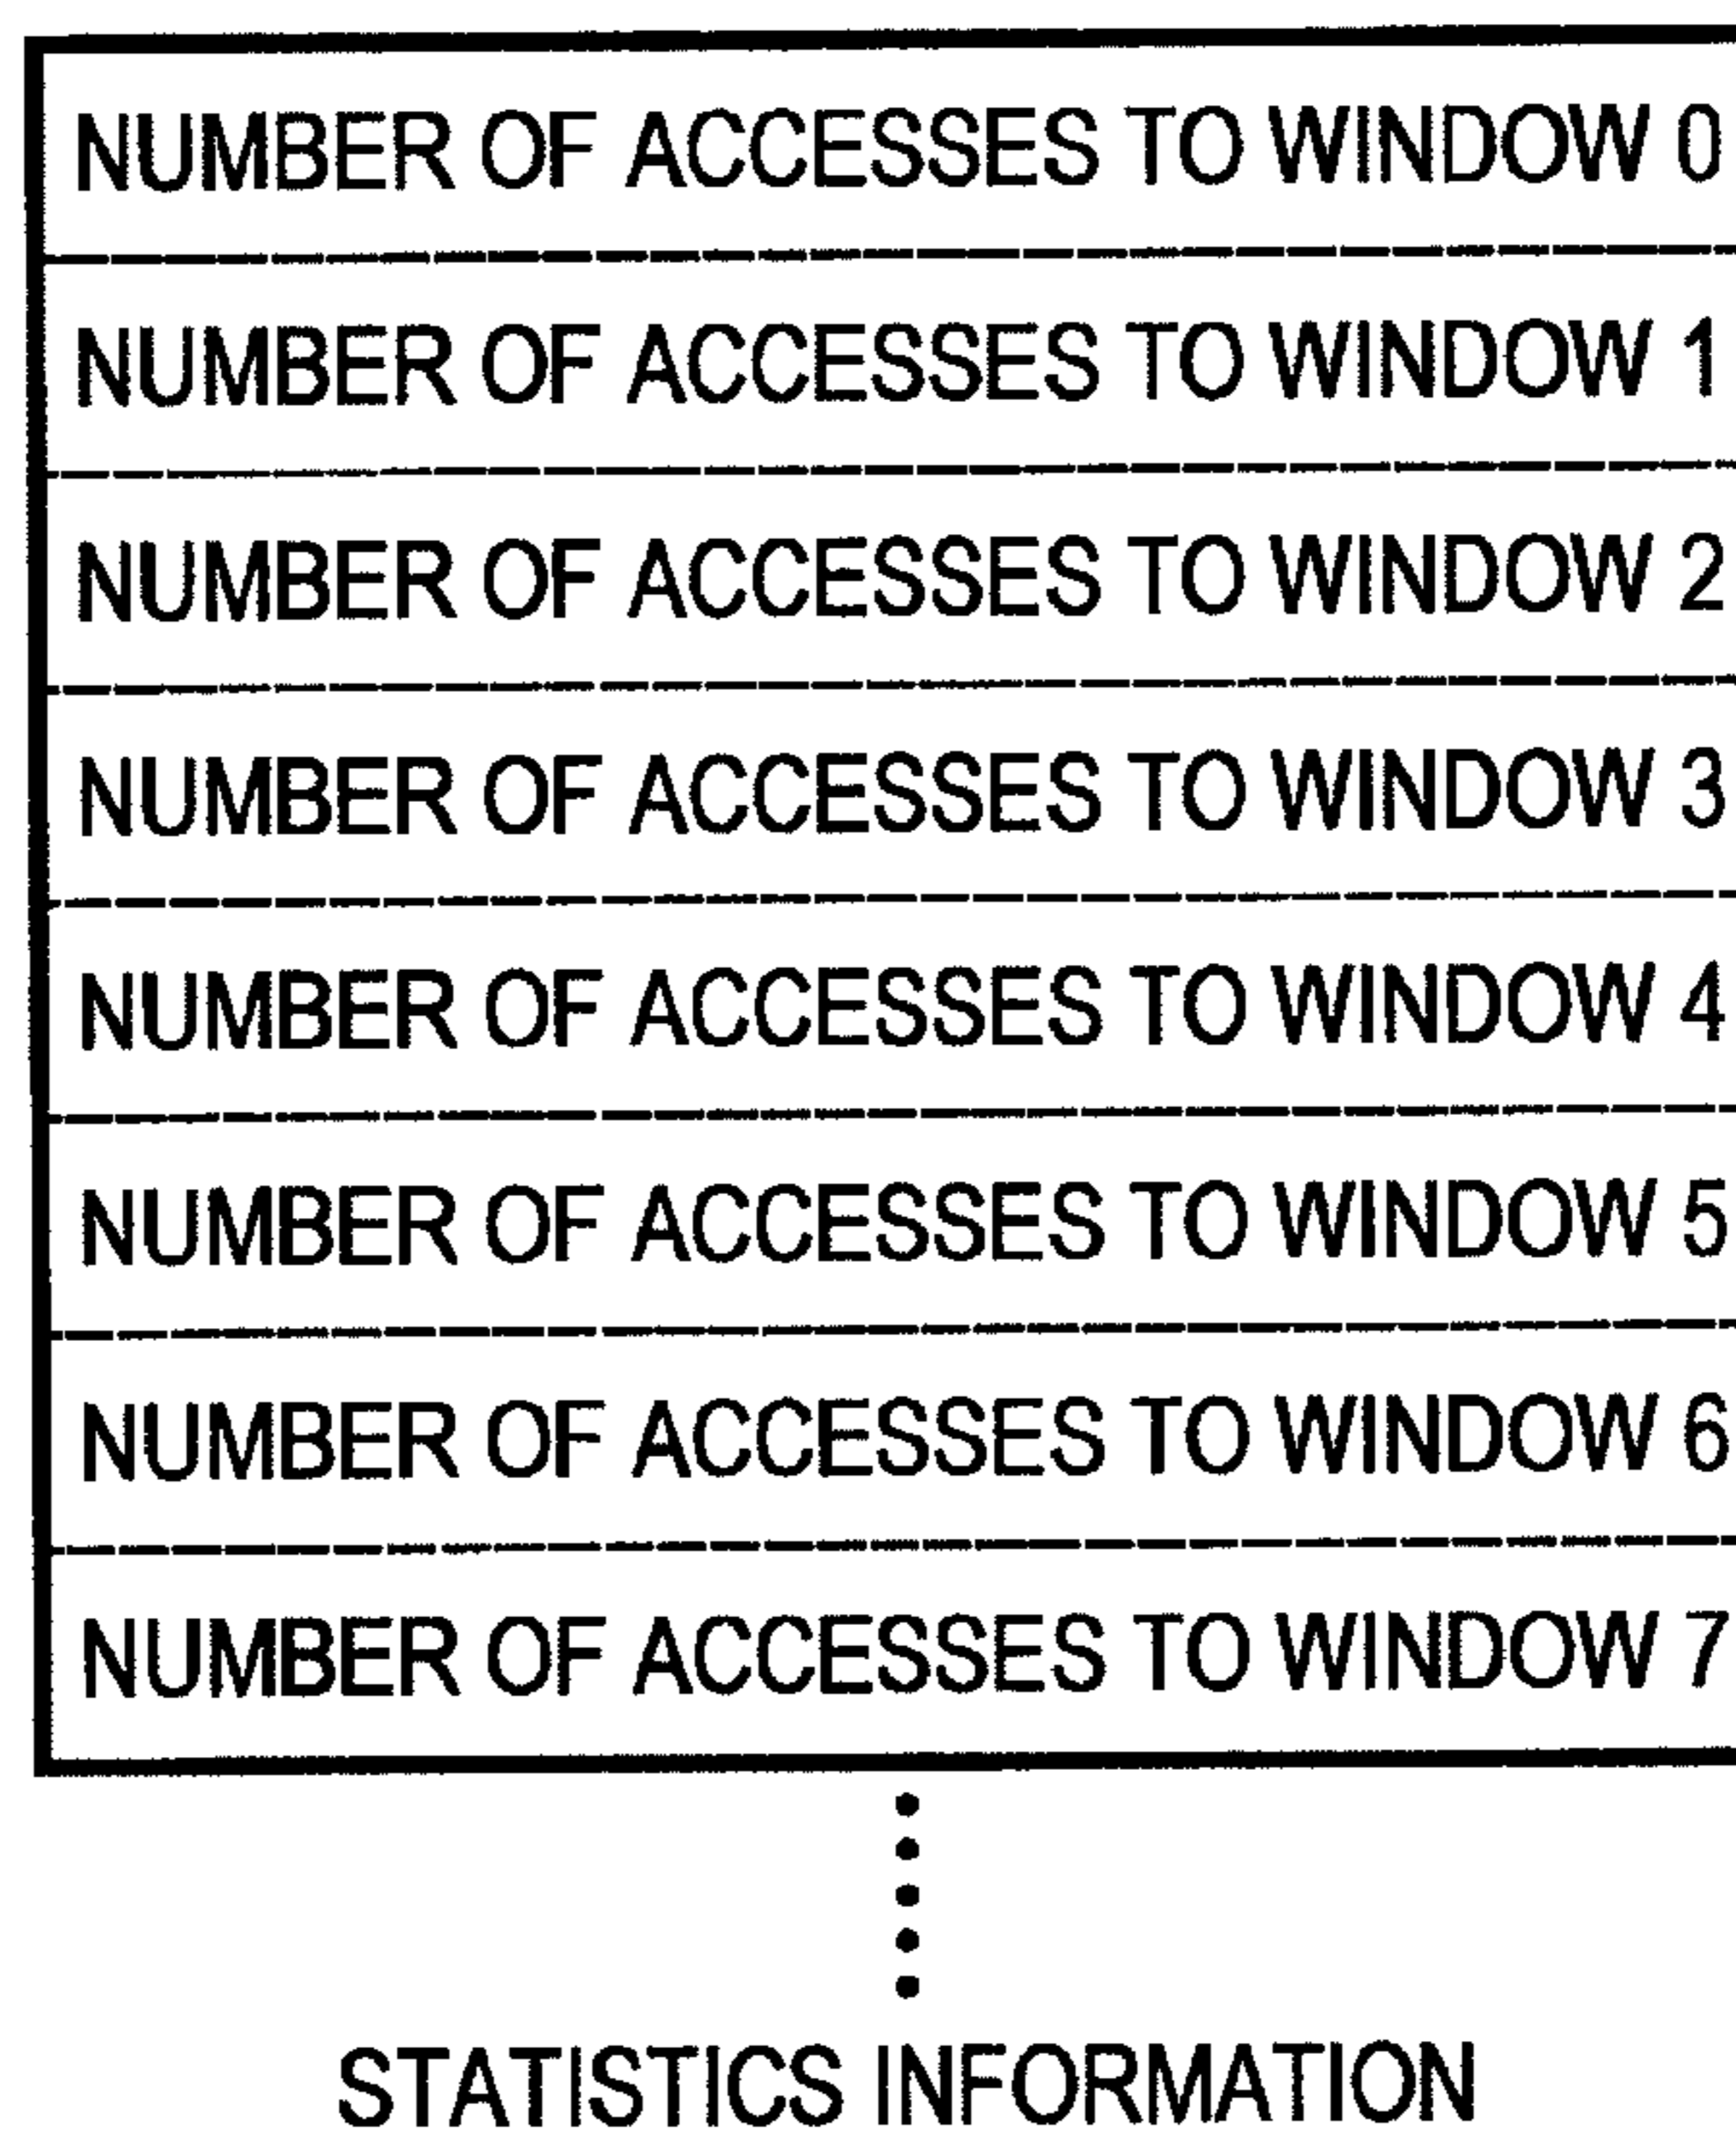 NUMBER OF ACCESSES TO WINDOW 0
NUMBER OF ACCESSES TO WINDOW 1
NUMBER OF ACCESSES TO WINDOW 2
NUMBER OF ACCESSES TO WINDOW 3
NUMBER OF ACCESSES TO WINDOW 4
NUMBER OF ACCESSES TO WINDOW 5
NUMBER OF ACCESSES TO WINDOW 6
NUMBER OF ACCESSES TO WINDOW 7
STATISTICS INFORMATION